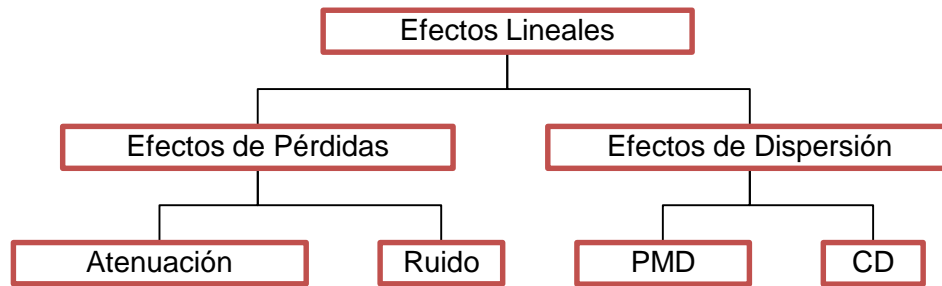 Efectos Lineales
Efectos de Pérdidas
Efectos de Dispersión
Atenuación
Ruido
PMD
CD